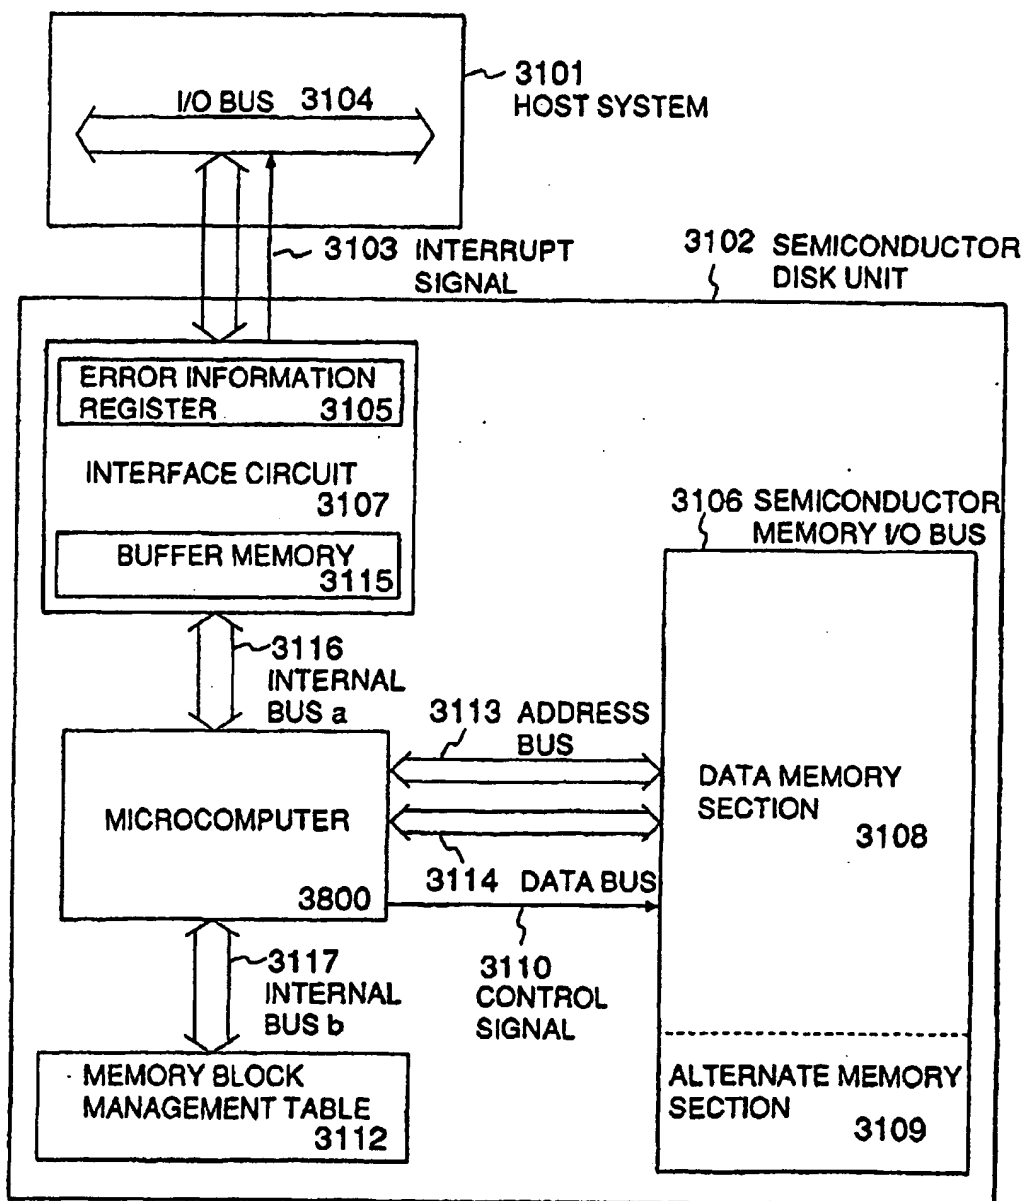 3101
HOST SYSTEM
I/O BUS 3104
3103 INTERRUPT
SIGNAL
3102 SEMICONDUCTOR
DISK UNIT
ERROR INFORMATION
REGISTER 3105
INTERFACE CIRCUIT
3107
BUFFER MEMORY
3115
3106 SEMICONDUCTOR
MEMORY I/O BUS
3116
INTERNAL
BUS a
3113 ADDRESS
BUS
MICROCOMPUTER
3800
DATA MEMORY
SECTION
3108
3114 DATA BUS
3110
CONTROL
SIGNAL
3117
INTERNAL
BUS b
MEMORY BLOCK
MANAGEMENT TABLE
3112
ALTERNATE MEMORY
SECTION
3109